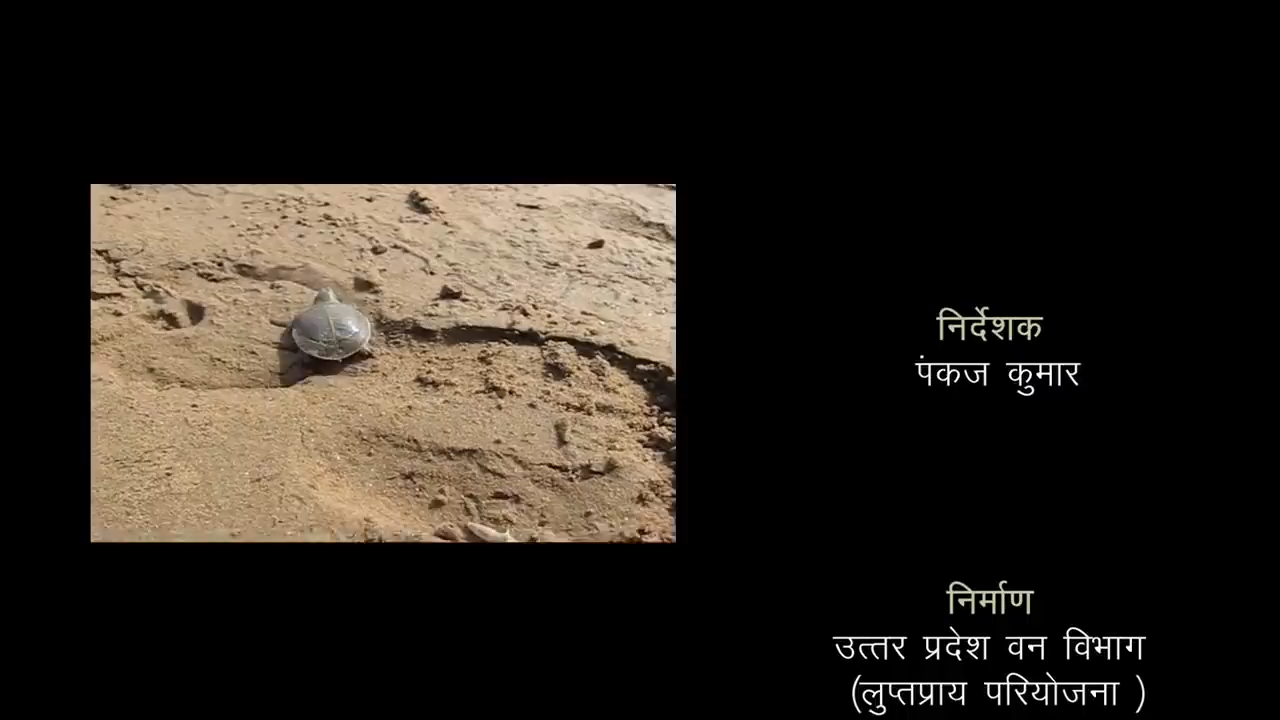 निर्देशक
पंकज कुमार
निर्माण
उत्तर प्रदेश वन विभाग
(लुप्तप्राय परियोजना )